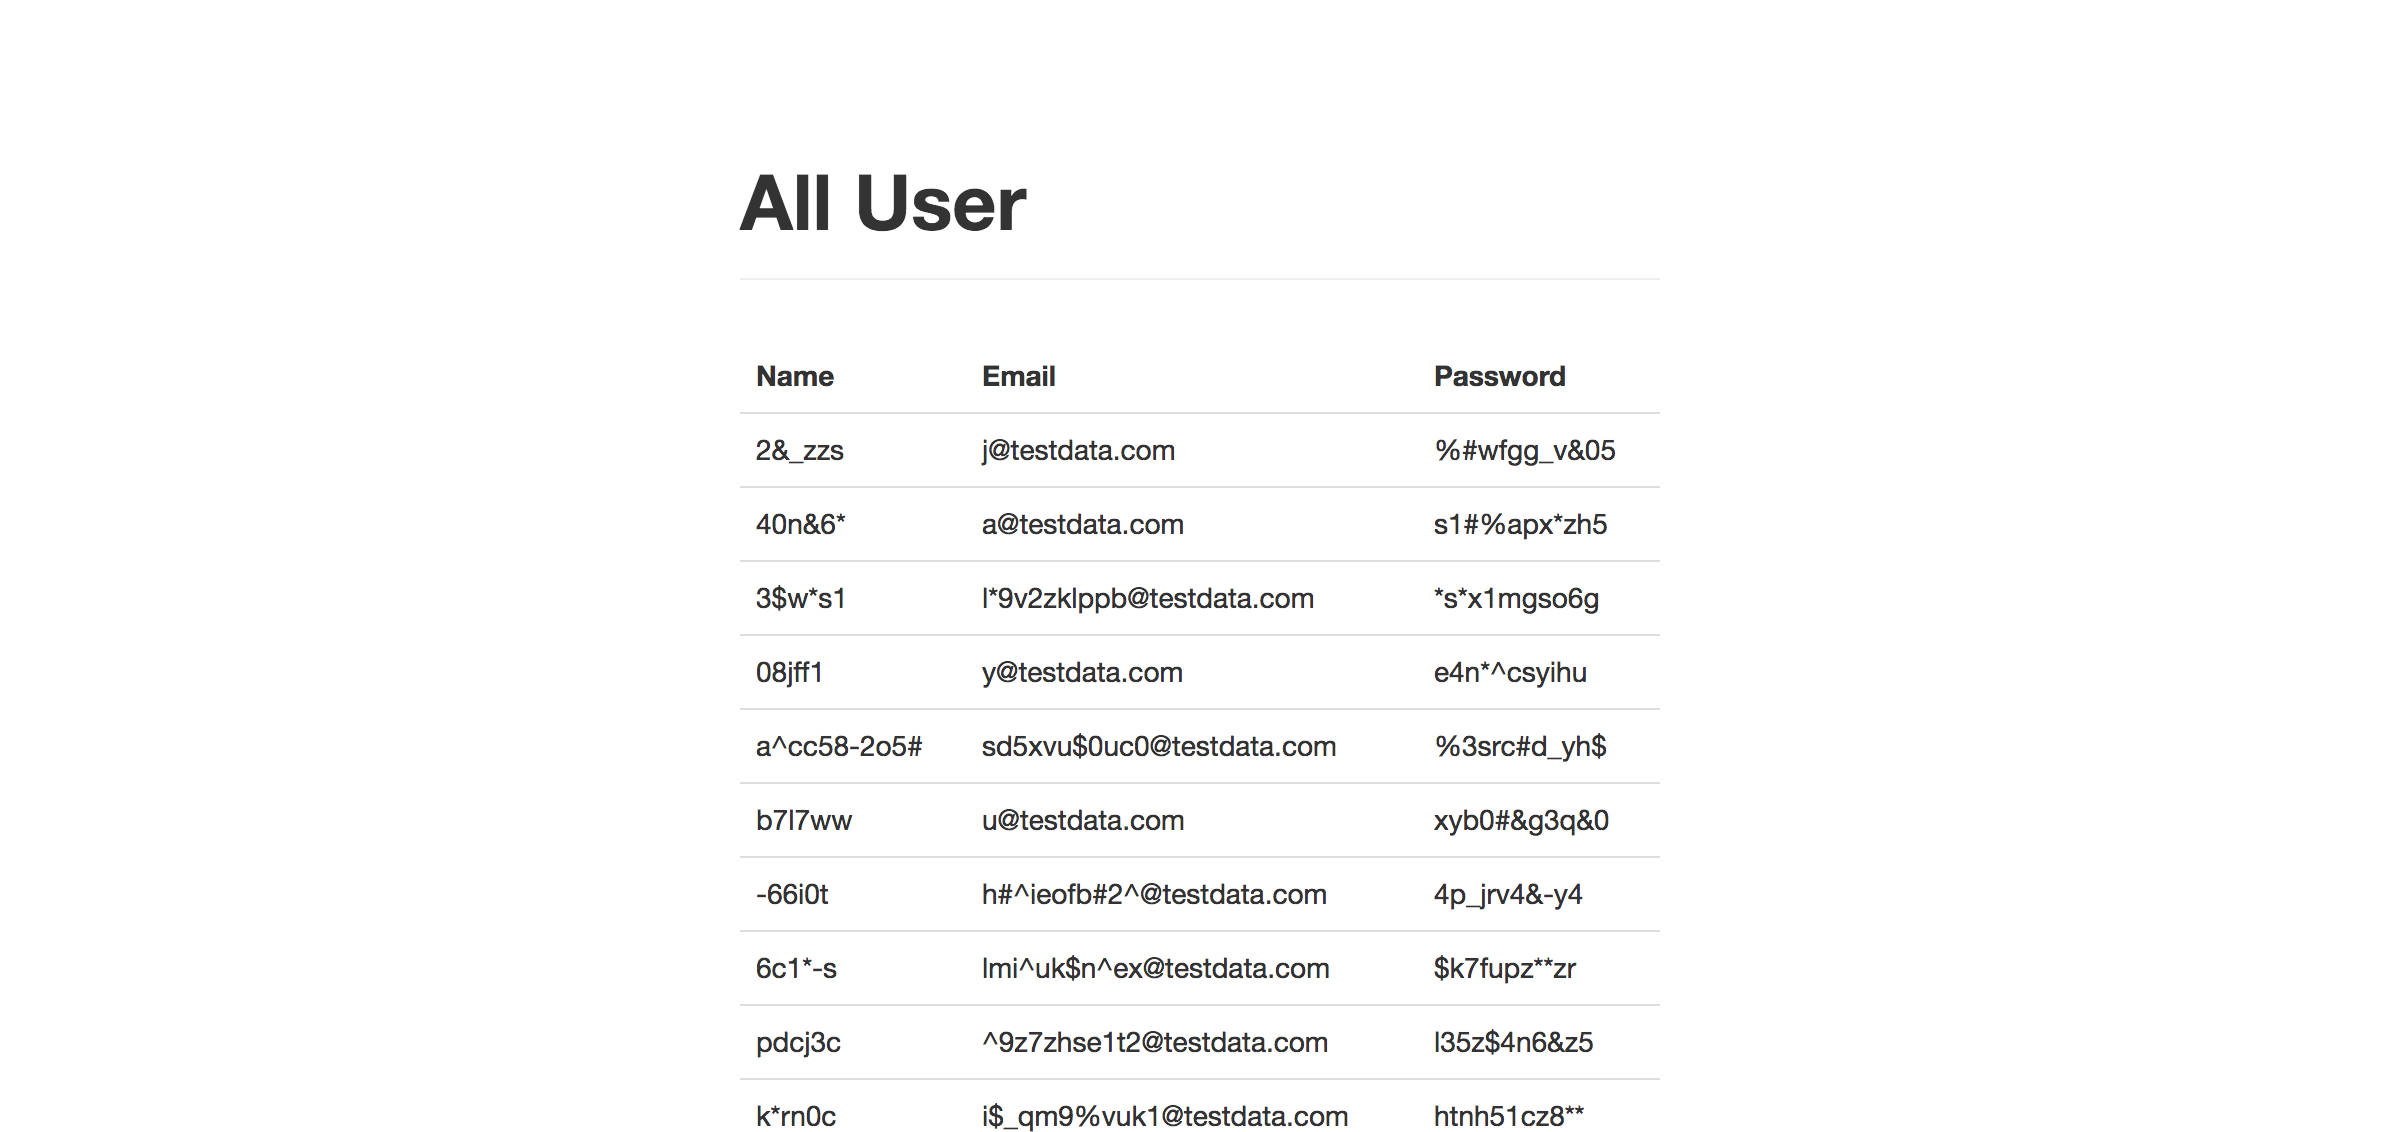 All User
Name Email Password
2&_zzs j@testdata.com %#wfgg_v&05
40n&6* a@testdata.com s1#%apx*zh5
3$w*s1 l*9v2zklppb@testdata.com *s*x1mgso6g
08jff1 y@testdata.com e4n*^csyihu
a^cc58-2o5# sd5xvu$0uc0@testdata.com %3src#d_yh$
b7l7ww u@testdata.com xyb0#&g3q&0
-66i0t h#^ieofb#2^@testdata.com 4p_jrv4&-y4
6c1*-s lmi^uk$n^ex@testdata.com $k7fupz**zr
pdcj3c ^9z7zhse1t2@testdata.com l35z$4n6&z5
k*rn0c i$_qm9%vuk1@testdata.com htnh51cz8**